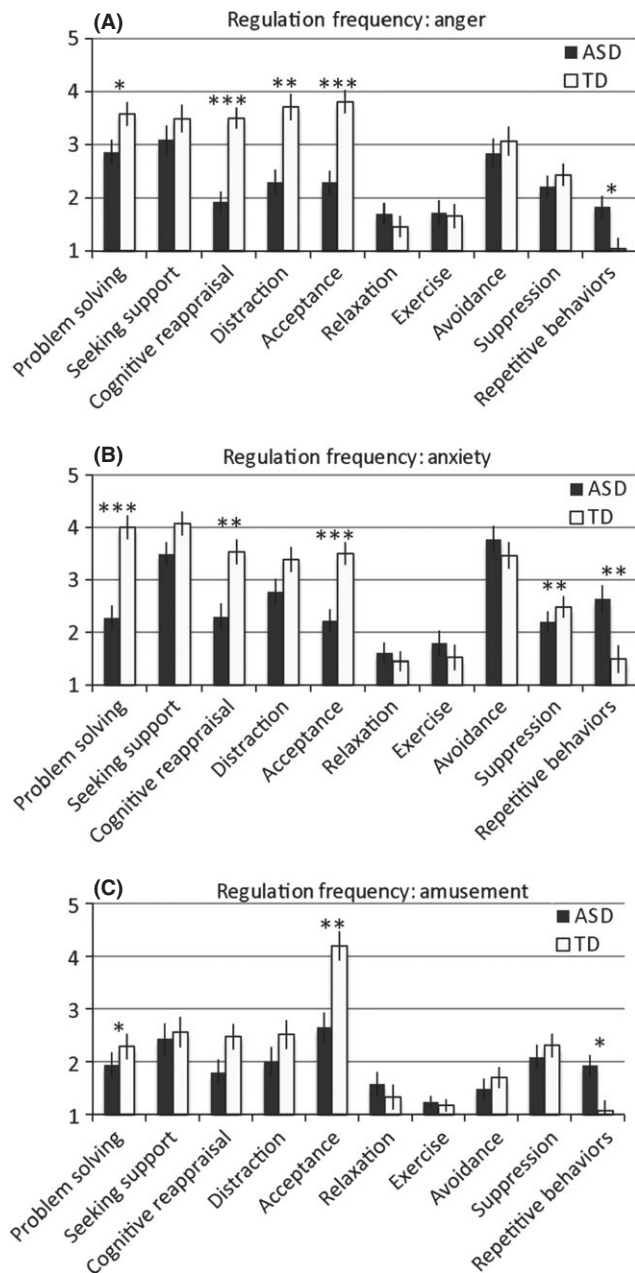 (A) Regulation frequency: anger
5
4
3
2
1
ASD
TD
* *** ** *** *
Problem solving
Seeking support
Cognitive reappraisal
Distraction
Acceptance
Relaxation
Exercise
Avoidance
Suppression
Repetitive behaviors
(B) Regulation frequency: anxiety
5
4
3
2
1
ASD
TD
*** ** *** ** **
Problem solving
Seeking support
Cognitive reappraisal
Distraction
Acceptance
Relaxation
Exercise
Avoidance
Suppression
Repetitive behaviors
(C) Regulation frequency: amusement
5
4
3
2
1
ASD
TD
* ** *
Problem solving
Seeking support
Cognitive reappraisal
Distraction
Acceptance
Relaxation
Exercise
Avoidance
Suppression
Repetitive behaviors